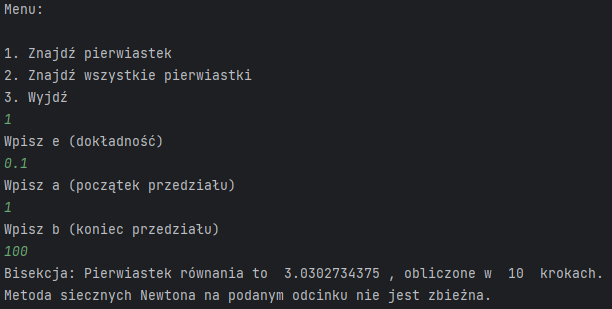 Menu:
1. Znajdź pierwiastek
2. Znajdź wszystkie pierwiastki
3. Wyjdź
1
Wpisz e (dokładność)
0.1
Wpisz a (początek przedziału)
1
Wpisz b (koniec przedziału)
100
Bisekcja: Pierwiastek równania to  3.0302734375 , obliczone w  10  krokach.
Metoda siecznych Newtona na podanym odcinku nie jest zbieżna.